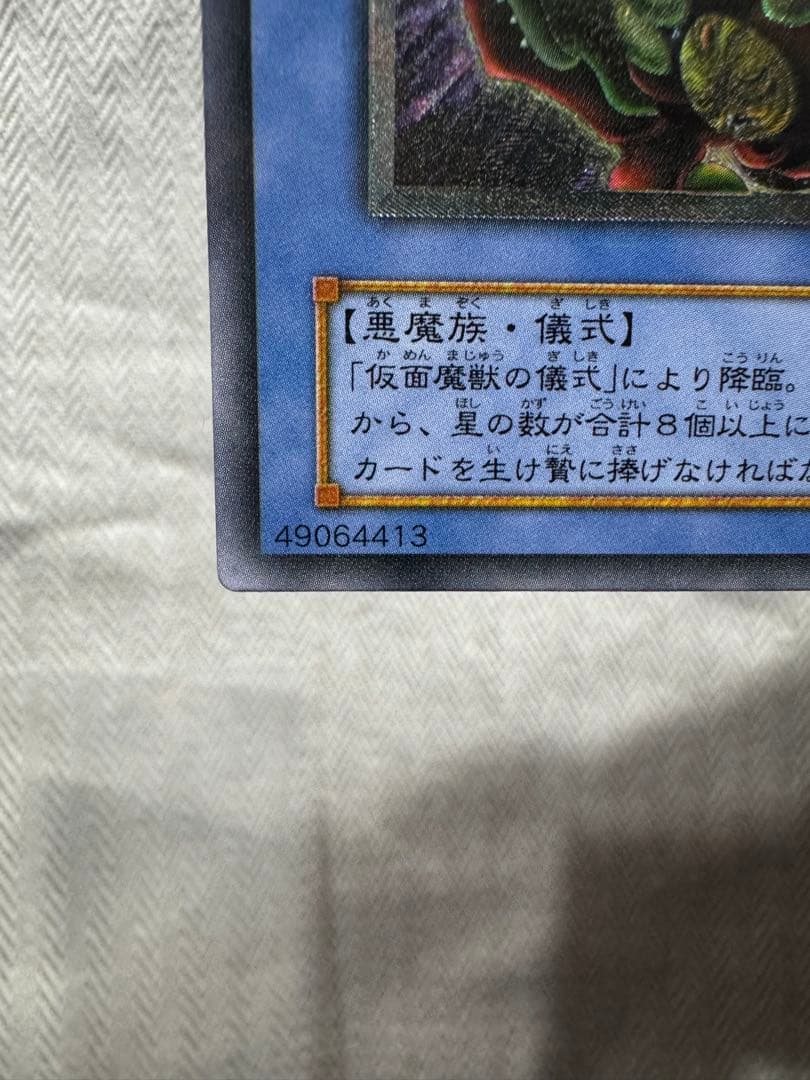 【悪魔族・儀式】
「仮面魔獣の儀式」により降臨。
から、星の数が合計8個以上に
カードを生け贄に捧げなければな
49064413